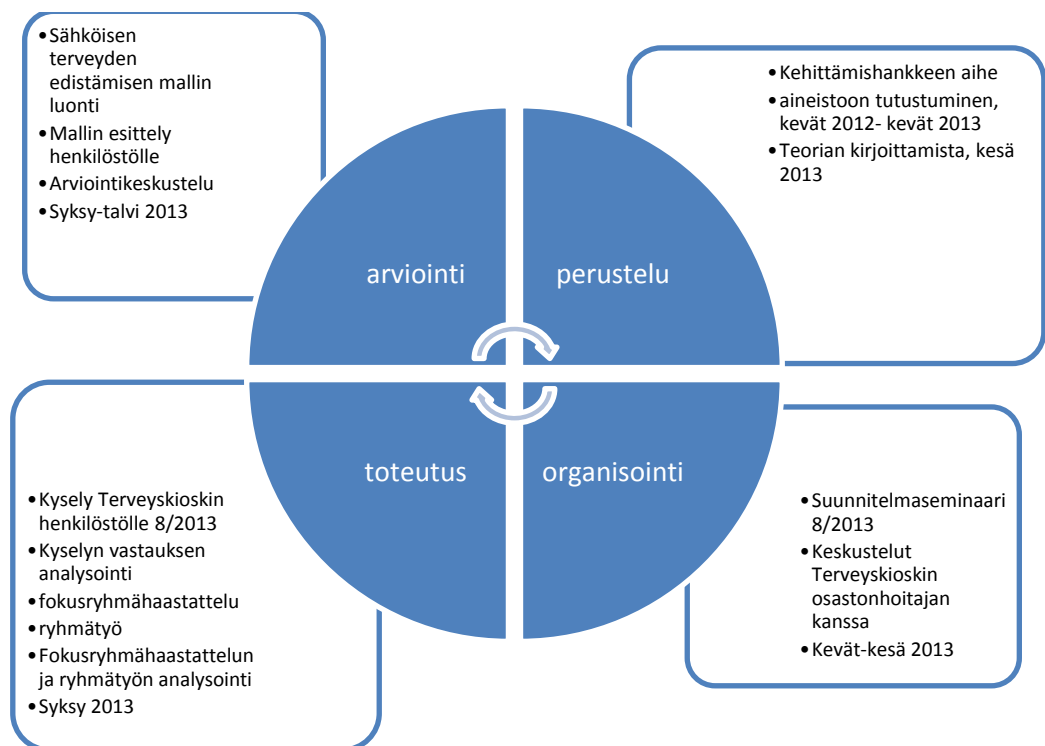 •Sähköisen
terveyden
edistämisen mallin
luonti
•Mallin esittely
henkilöstölle
•Arviointikeskustelu
•Syksy-talvi 2013
•Kehittämishankkeen aihe
•aineistoon tutustuminen,
kevät 2012- kevät 2013
•Teorian kirjoittamista, kesä
2013
arviointi
perustelu
toteutus
organisointi
•Kysely Terveyskioskin
henkilöstölle 8/2013
•Kyselyn vastauksen
analysointi
•fokusryhmähaastattelu
•ryhmätyö
•Fokusryhmähaastattelun
ja ryhmätyön analysointi
•Syksy 2013
•Suunnitelmaseminaari
8/2013
•Keskustelut
Terveyskioskin
osastonhoitajan
kanssa
•Kevät-kesä 2013